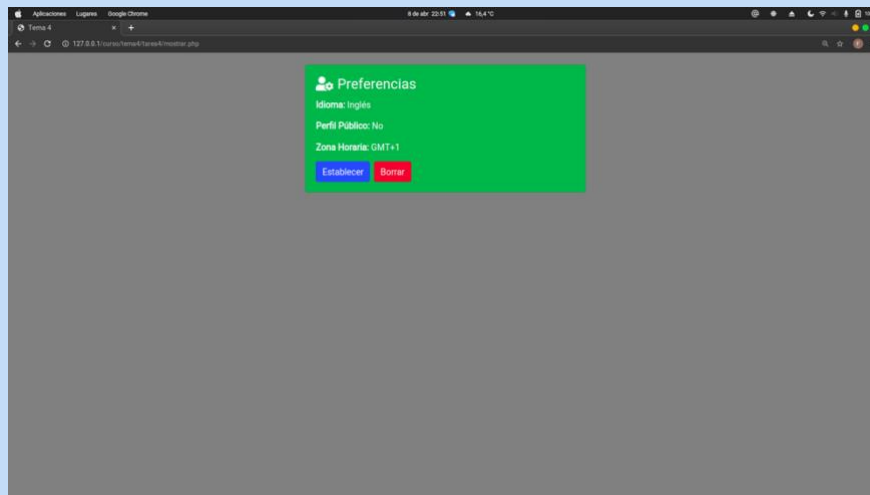 Aplicaciones Lugares Google Chrome 8 de abr 22:51 16,4 °C
Tema 4
127.0.0.1/curso/tema4/tarea4/mostrar.php
Preferencias
Idioma: Inglés
Perfil Público: No
Zona Horaria: GMT+1
Establecer Borrar